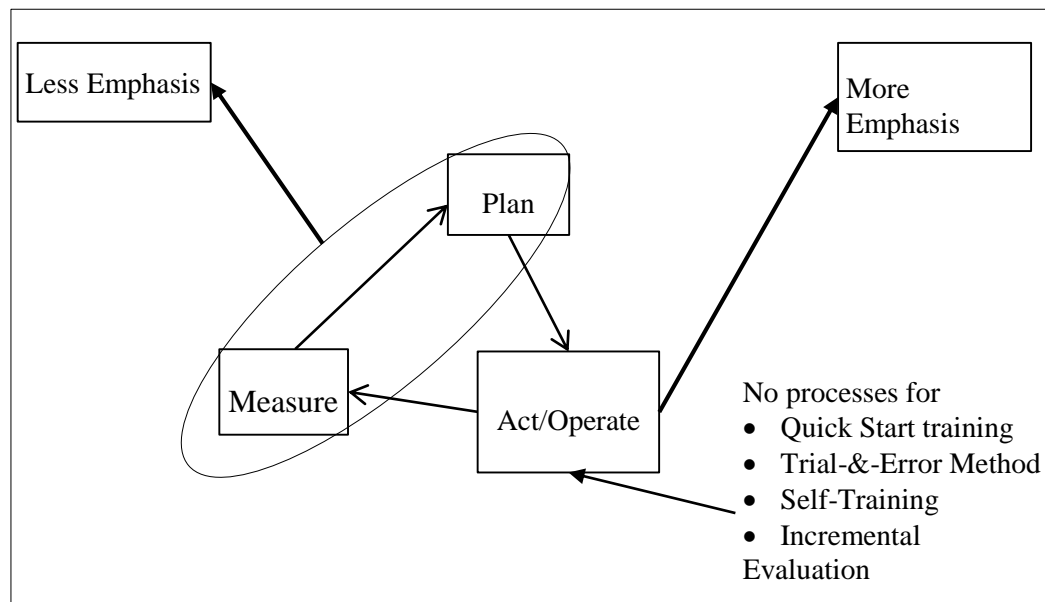 Less Emphasis
More
Emphasis
Plan
Measure
Act/Operate
No processes for
• Quick Start training
• Trial-&-Error Method
• Self-Training
• Incremental
Evaluation